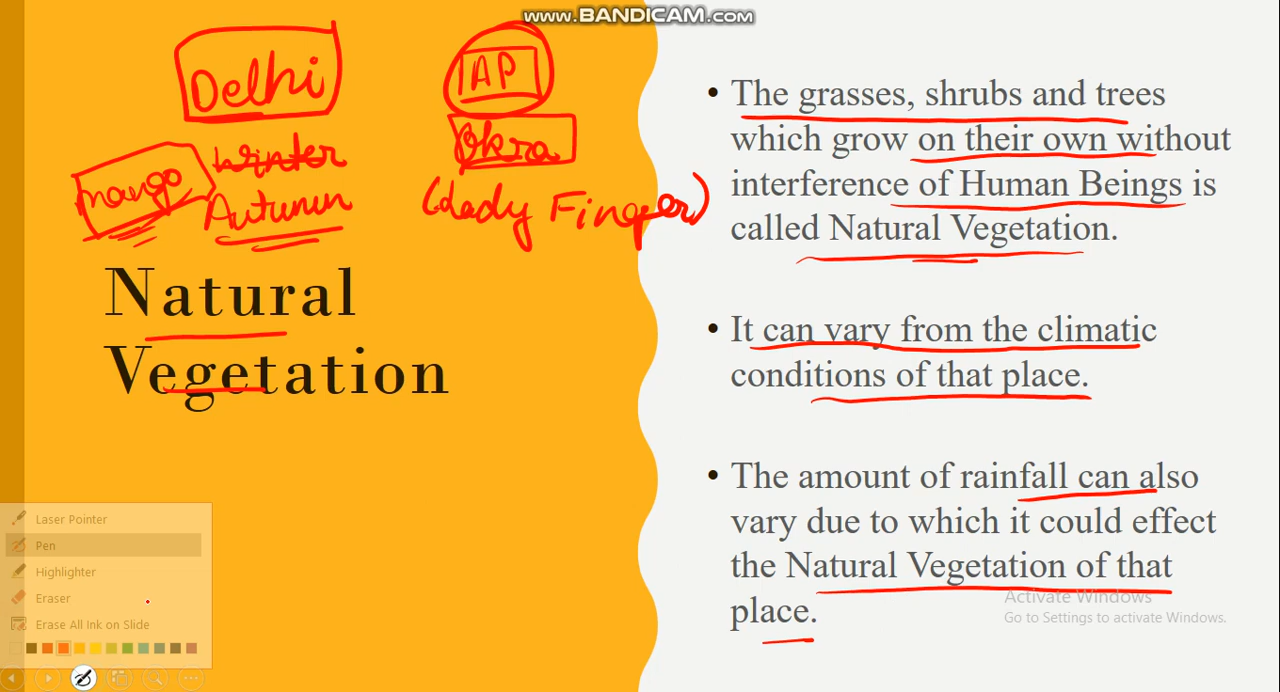 www.BANDICAM.com
Delhi
AP
mango
Winter
Autumn
Okra
(Lady Finger)
Natural
Vegetation
• The grasses, shrubs and trees
which grow on their own without
interference of Human Beings is
called Natural Vegetation.
• It can vary from the climatic
conditions of that place.
• The amount of rainfall can also
vary due to which it could effect
the Natural Vegetation of that
place.
Laser Pointer
Pen
Highlighter
Eraser
Erase All Ink on Slide
Activate Windows
Go to Settings to activate Windows.